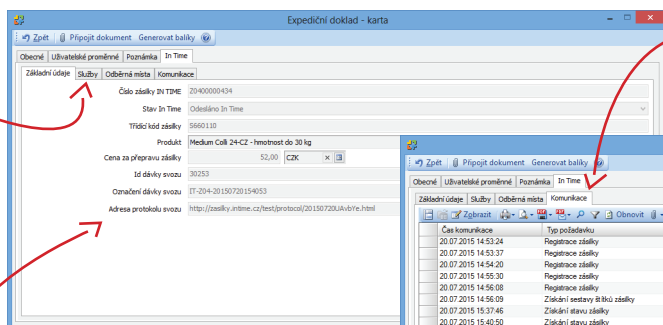 Expediční doklad - karta
Zpět Připojit dokument Generovat balíky
Obecné Uživatelské proměnné Poznámka In Time
Základní údaje Služby Odběrná místa Komunikace
Číslo zásilky IN TIME Z0400000434
Stav In Time Odesláno In Time
Třídící kód zásilky S660110
Produkt Medium Colli 24-CZ - hmotnost do 30 kg
Cena za přepravu zásilky 52,00 CZK
Id dávky svozu 30253
Označení dávky svozu IT-Z04-20150720154053
Adresa protokolu svozu http://zasilky.intime.cz/test/protocol/20150720UAvbYe.html
Zpět Připojit dokument Generovat balíky
Obecné Uživatelské proměnné Poznámka In Time
Základní údaje Služby Odběrná místa Komunikace
Zobrazit Obnovit
Čas komunikace Typ požadavku
20.07.2015 14:53:24 Registrace zásilky
20.07.2015 14:53:37 Registrace zásilky
20.07.2015 14:54:20 Registrace zásilky
20.07.2015 14:55:30 Registrace zásilky
20.07.2015 14:56:08 Registrace zásilky
20.07.2015 14:56:09 Získání sestavy štítků zásilky
20.07.2015 15:37:46 Získání stavu zásilky
20.07.2015 15:40:50 Získání stavu zásilky